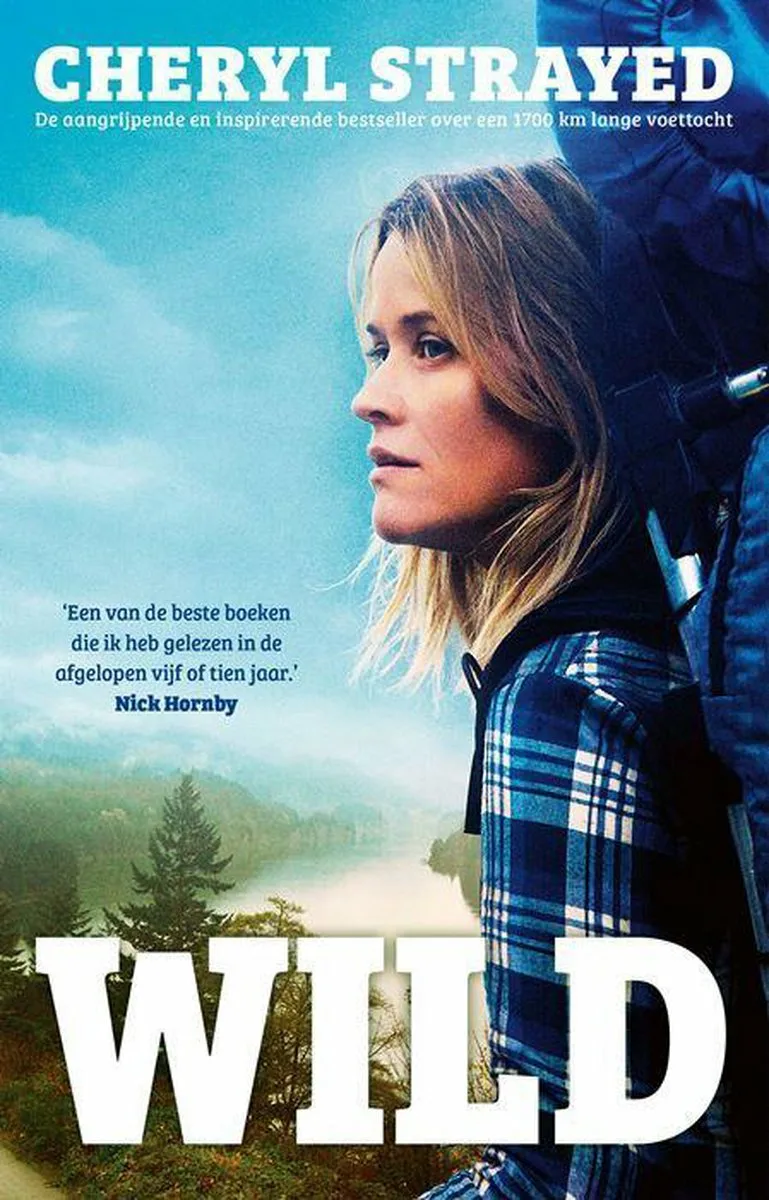 CHERYL STRAYED
De aangrijpende en inspirerende bestseller over een 1700 km lange voettocht
‘Een van de beste boeken
die ik heb gelezen in de
afgelopen vijf of tien jaar.’
Nick Hornby
WILD